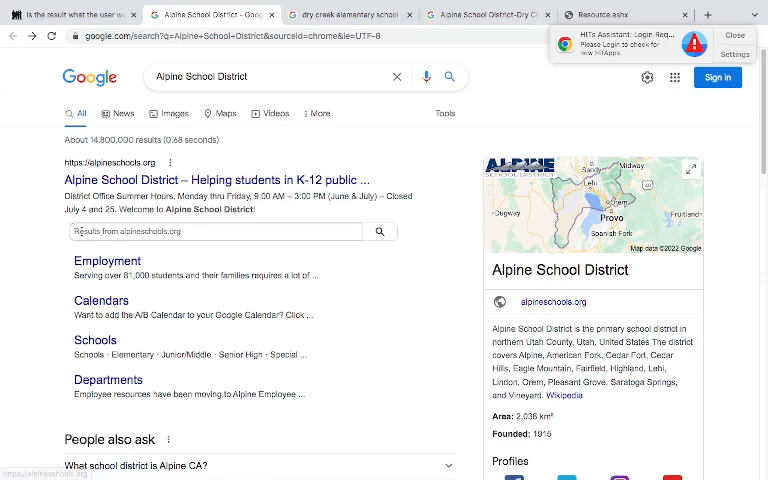 Is the result what the user w
Alpine School District - Goog
dry creek elementary school
Alpine School District-Dry Cr
Resource.ashx
google.com/search?q=Alpine+School+District&sourceid=chrome&ie=UTF-8
HITs Assistant: Login Req...
Please Login to check for
new HitApps
Close
Settings
Google
Alpine School District
Sign in
All
News
Images
Maps
Videos
More
Tools
About 14,800,000 results (0.68 seconds)
https://alpineschools.org
Alpine School District – Helping students in K-12 public ...
District Office Summer Hours. Monday thru Friday, 9:00 AM – 3:00 PM (June & July) – Closed
July 4 and 25. Welcome to Alpine School District!
Results from alpineschools.org
Employment
Serving over 81,000 students and their families requires a lot of ...
Calendars
Want to add the A/B Calendar to your Google Calendar? Click ...
Schools
Schools · Elementary · Junior/Middle · Senior High · Special ...
Departments
Employee resources have been moving to Alpine Employee ...
People also ask
What school district is Alpine CA?
https://alpineschools.org
ALPINE
SCHOOL DISTRICT
Sandy
Midway
Lehi
40
Dugway
Orem
Provo
Fruitland
Spanish Fork
Map data ©2022 Google
Alpine School District
alpineschools.org
Alpine School District is the primary school district in
northern Utah County, Utah, United States The district
covers Alpine, American Fork, Cedar Fort, Cedar
Hills, Eagle Mountain, Fairfield, Highland, Lehi,
Lindon, Orem, Pleasant Grove, Saratoga Springs,
and Vineyard. Wikipedia
Area: 2,038 km²
Founded: 1915
Profiles